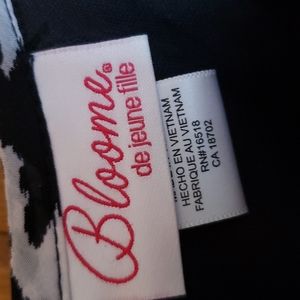 Bloome®
de jeune fille
HECHO EN VIETNAM
FABRIQUE AU VIETNAM
RN#16518
CA 18702